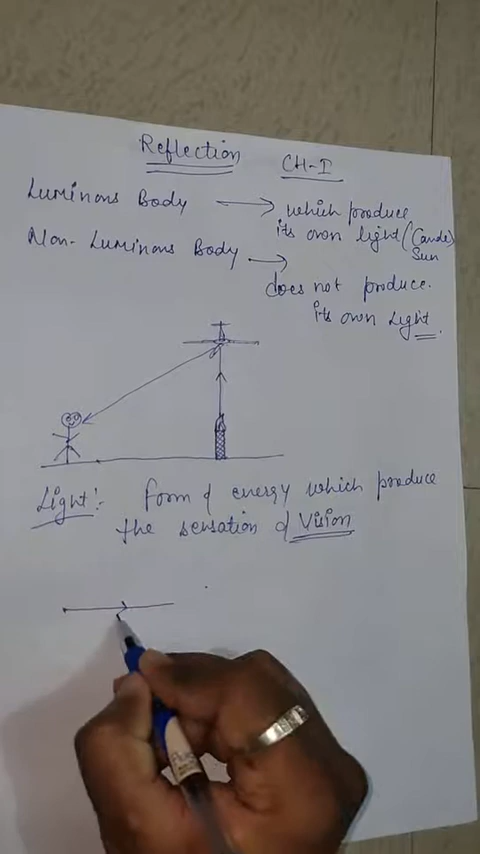 Reflection CH-I
Luminous Body → which produce
its own light (Candle)
Sun
Non-Luminous Body →
does not produce.
its own Light.
Light:- form of energy which produce
the sensation of Vision